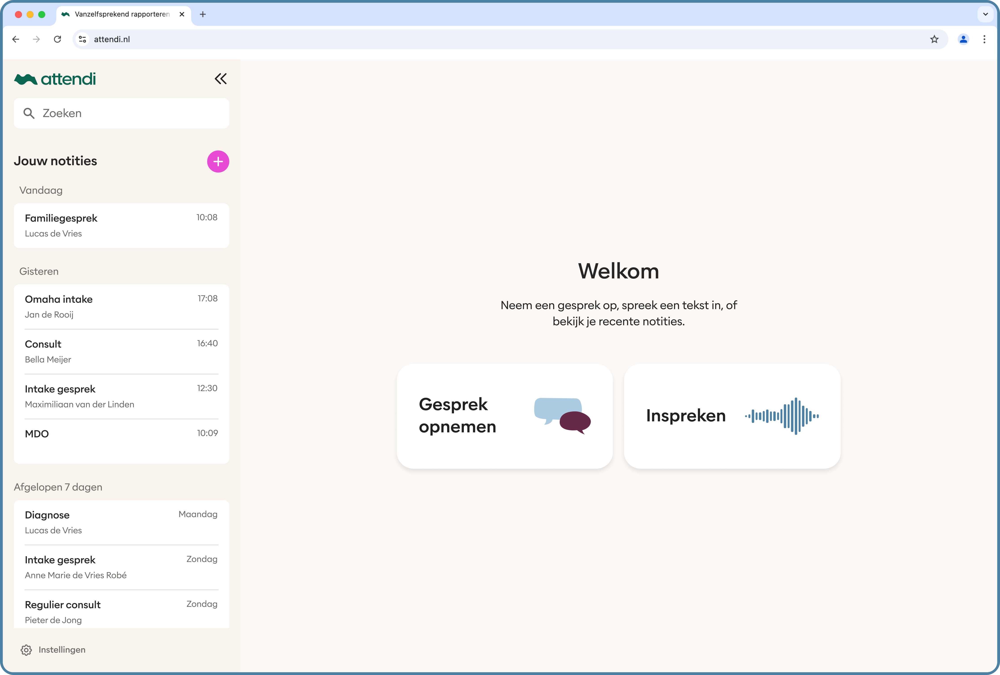 Vanzelfsprekend rapporteren
attendi.nl
attendi
Zoeken
Jouw notities
Vandaag
Familiegesprek 10:08
Lucas de Vries
Gisteren
Omaha intake 17:08
Jan de Rooij
Consult 16:40
Bella Meijer
Intake gesprek 12:30
Maximiliaan van der Linden
MDO 10:09
Afgelopen 7 dagen
Diagnose Maandag
Lucas de Vries
Intake gesprek Zondag
Anne Marie de Vries Robé
Regulier consult Zondag
Pieter de Jong
Instellingen
Welkom
Neem een gesprek op, spreek een tekst in, of
bekijk je recente notities.
Gesprek
opnemen
Inspreken